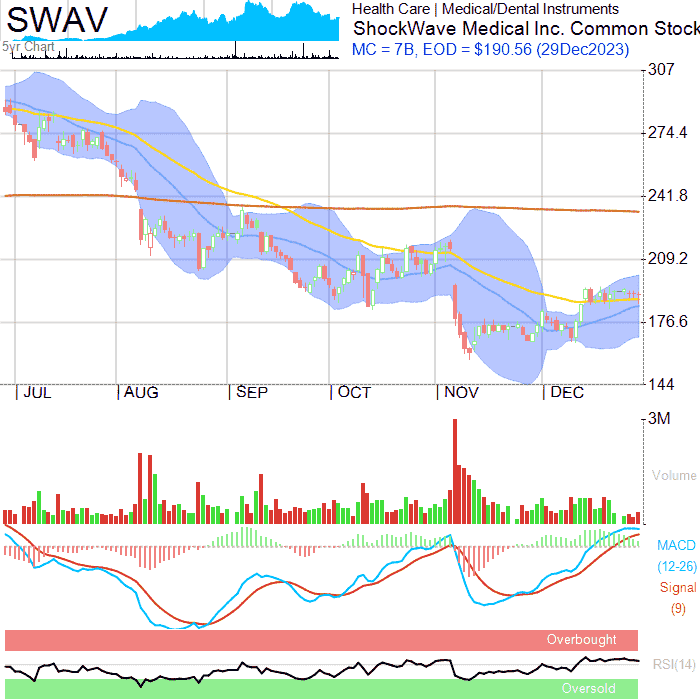 SWAV
5yr Chart
Health Care | Medical/Dental Instruments
ShockWave Medical Inc. Common Stock
MC = 7B, EOD = $190.56 (29Dec2023)
307
274.4
241.8
209.2
176.6
144
JUL AUG SEP OCT NOV DEC
3M
Volume
MACD
(12-26)
Signal
(9)
Overbought
RSI(14)
Oversold